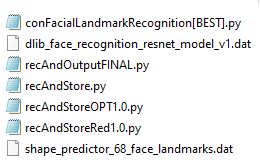 conFacialLandmarkRecognition[BEST].py
dlib_face_recognition_resnet_model_v1.dat
recAndOutputFINAL.py
recAndStore.py
recAndStoreOPT1.0.py
recAndStoreRed1.0.py
shape_predictor_68_face_landmarks.dat